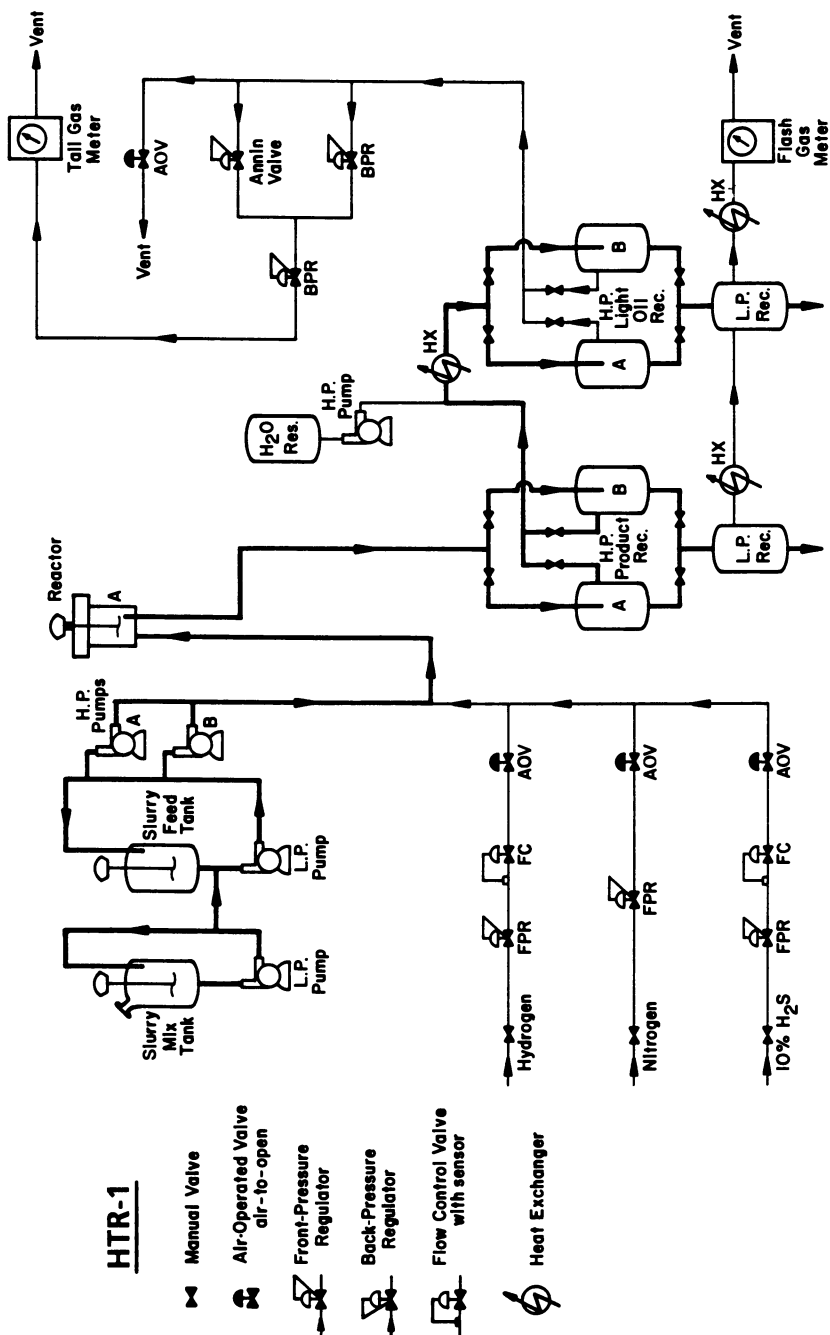 HTR-1
Manual Valve
Air-Operated Valve
air-to-open
Front-Pressure
Regulator
Back-Pressure
Regulator
Flow Control Valve
with sensor
Heat Exchanger
Slurry
Mix
Tank
L.P.
Pump
Slurry
Feed
Tank
L.P.
Pump
H.P.
Pumps
A
B
Reactor
A
Hydrogen
FPR
FC
AOV
Nitrogen
FPR
AOV
10% H2S
FPR
FC
AOV
H2O
Res.
H.P.
Pump
HX
A
H.P.
Product
Rec.
B
L.P.
Rec.
HX
A
H.P.
Light
Oil
Rec.
B
L.P.
Rec.
HX
Flash
Gas
Meter
Vent
Tail Gas
Meter
Vent
AOV
Vent
Annin
Valve
BPR
BPR